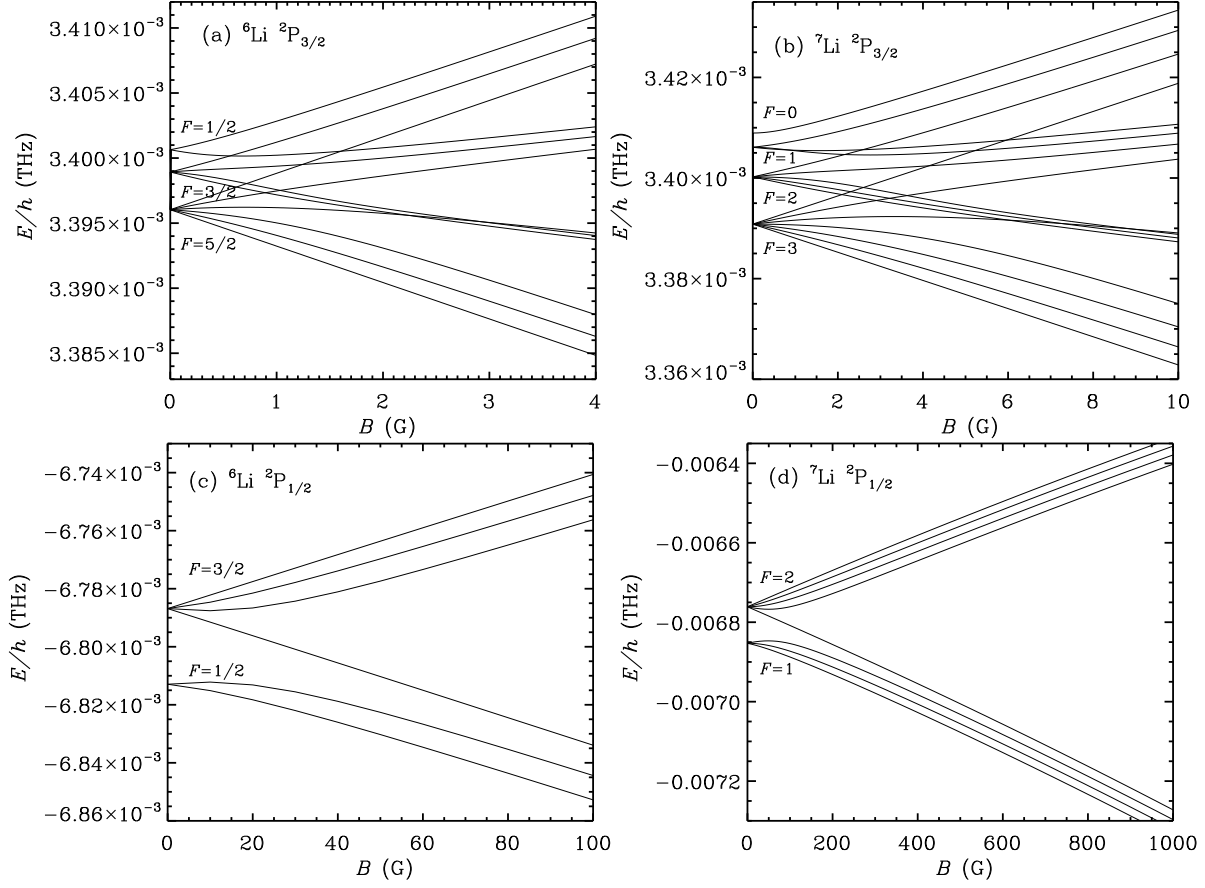 (a) ⁶Li ²P₃/₂
3.410×10⁻³
3.405×10⁻³
3.400×10⁻³
3.395×10⁻³
3.390×10⁻³
3.385×10⁻³
E/h (THz)
F=1/2
F=3/2
F=5/2
0 1 2 3 4
B (G)
(b) ⁷Li ²P₃/₂
3.42×10⁻³
3.40×10⁻³
3.38×10⁻³
3.36×10⁻³
E/h (THz)
F=0
F=1
F=2
F=3
0 2 4 6 8 10
B (G)
(c) ⁶Li ²P₁/₂
−6.74×10⁻³
−6.76×10⁻³
−6.78×10⁻³
−6.80×10⁻³
−6.82×10⁻³
−6.84×10⁻³
−6.86×10⁻³
E/h (THz)
F=3/2
F=1/2
0 20 40 60 80 100
B (G)
(d) ⁷Li ²P₁/₂
−0.0064
−0.0066
−0.0068
−0.0070
−0.0072
E/h (THz)
F=2
F=1
0 200 400 600 800 1000
B (G)